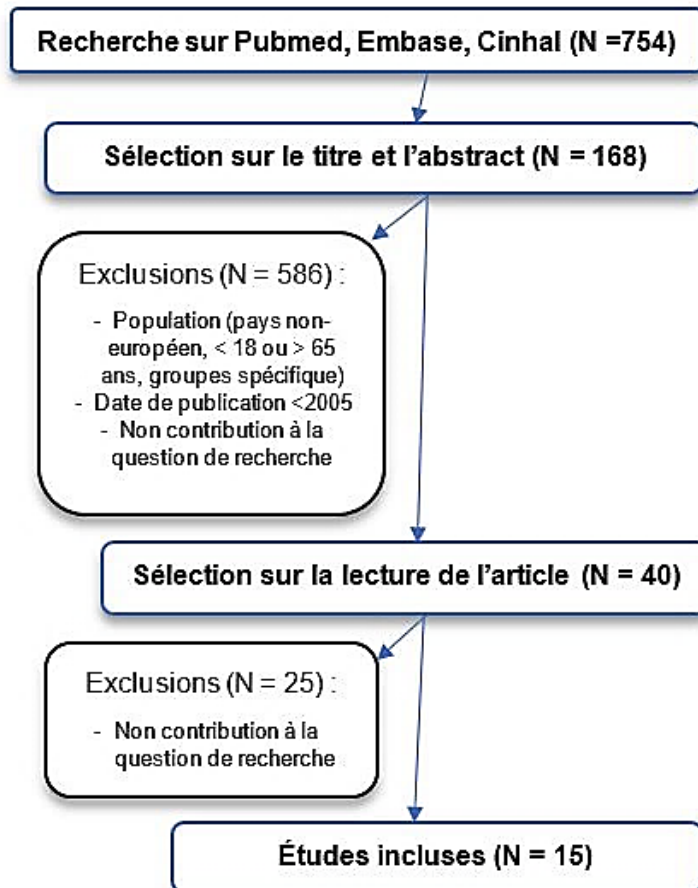 Recherche sur Pubmed, Embase, Cinhal (N =754)
Sélection sur le titre et l'abstract (N = 168)
Exclusions (N = 586) :
- Population (pays non-
européen, < 18 ou > 65
ans, groupes spécifique)
- Date de publication <2005
- Non contribution à la
question de recherche
Sélection sur la lecture de l'article (N = 40)
Exclusions (N = 25) :
- Non contribution à la
question de recherche
Études incluses (N = 15)